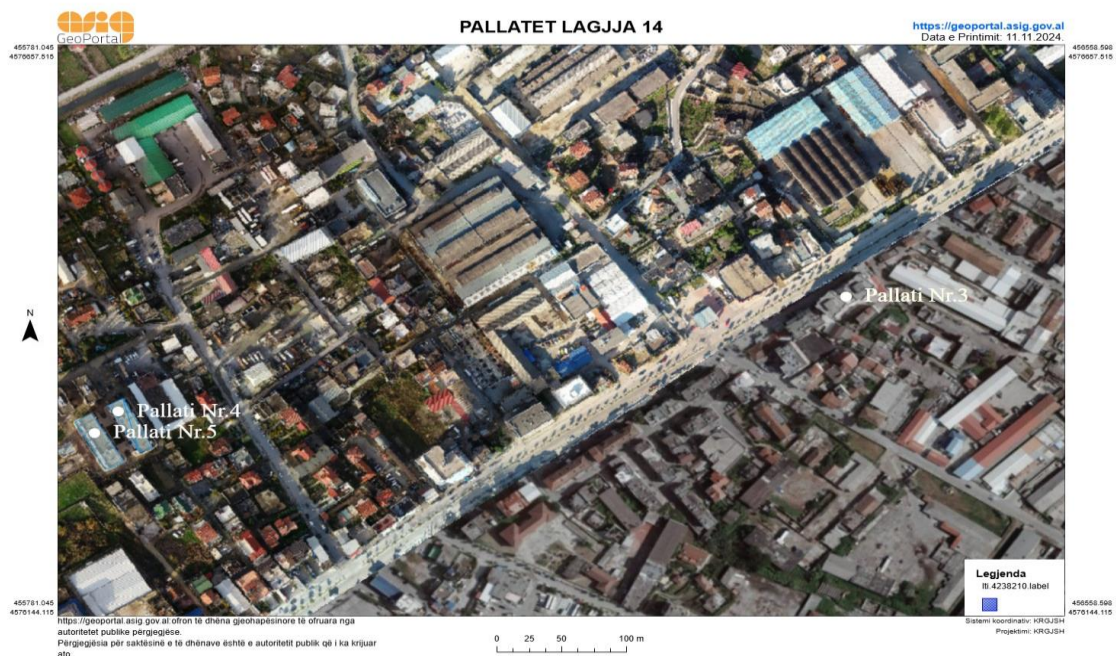 asig
GeoPortal
PALLATET LAGJJA 14
https://geoportal.asig.gov.al
Data e Printimit: 11.11.2024.
455781.045
4576657.515
456558.598
4576657.515
Pallati Nr.3
N
Pallati Nr.4
Pallati Nr.5
Legjenda
lti.4238210.label
455781.045
4576144.115
456558.598
4576144.115
https://geoportal.asig.gov.al ofron të dhëna gjeohapësinore të ofruara nga
autoritetet publike përgjegjëse.
Përgjegjësia për saktësinë e të dhënave është e autoritetit publik që i ka krijuar
ato.
Sistemi koordinativ: KRGJSH
Projektimi: KRGJSH
0 25 50 100 m